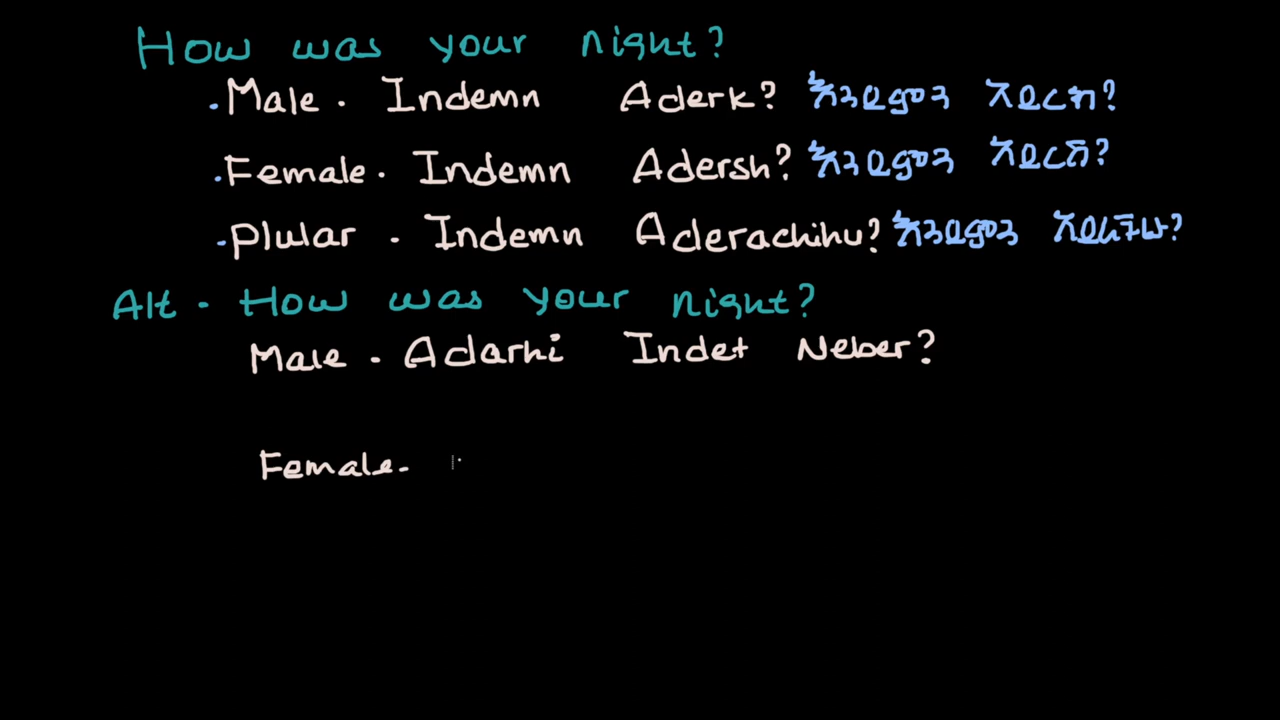 How was your night?
. Male . Indemn Aderk? እንደምን አደርክ?
. Female . Indemn Adersh? እንደምን አደርሽ?
. Plular . Indemn Aderachihu? እንደምን አደራችሁ?
Alt - How was your night?
Male . Adarhi Indet Neber?
Female.